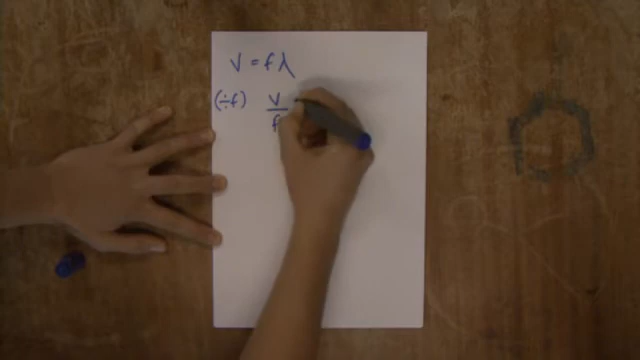 v = fλ
(÷f) v/f